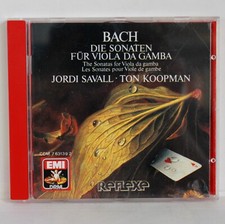 BACH
DIE SONATEN
FÜR VIOLA DA GAMBA
The Sonatas for Viola da gamba
Les Sonates pour Viole de gambe
JORDI SAVALL · TON KOOPMAN
EMI
Reflexe